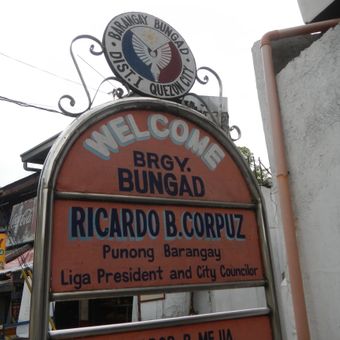 BARANGAY BUNGAD
DIST. 1, QUEZON CITY
WELCOME
BRGY.
BUNGAD
RICARDO B. CORPUZ
Punong Barangay
Liga President and City Councilor